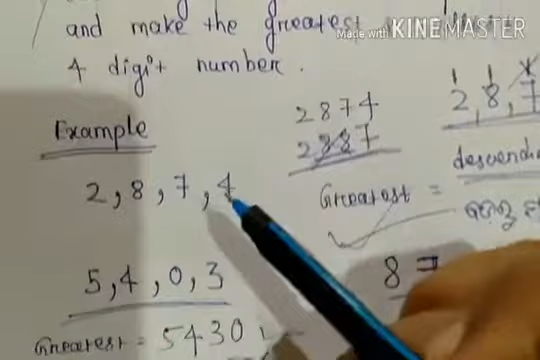 and make the greatest
Made with KINEMASTER
4 digit number.
Example
2874
2887
2, 8, 7
2, 8, 7, 4
Greatest =
8 7
5, 4, 0, 3
Greatest = 5430